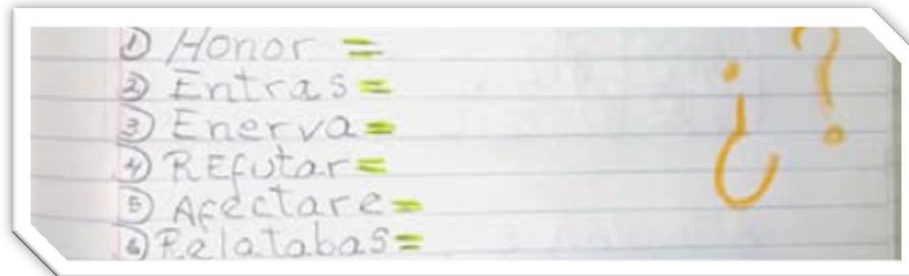 ① Honor =
② Entras =
③ Enerva =
④ REfutar =
⑤ Afectare =
⑥ Relatabas =
¿?